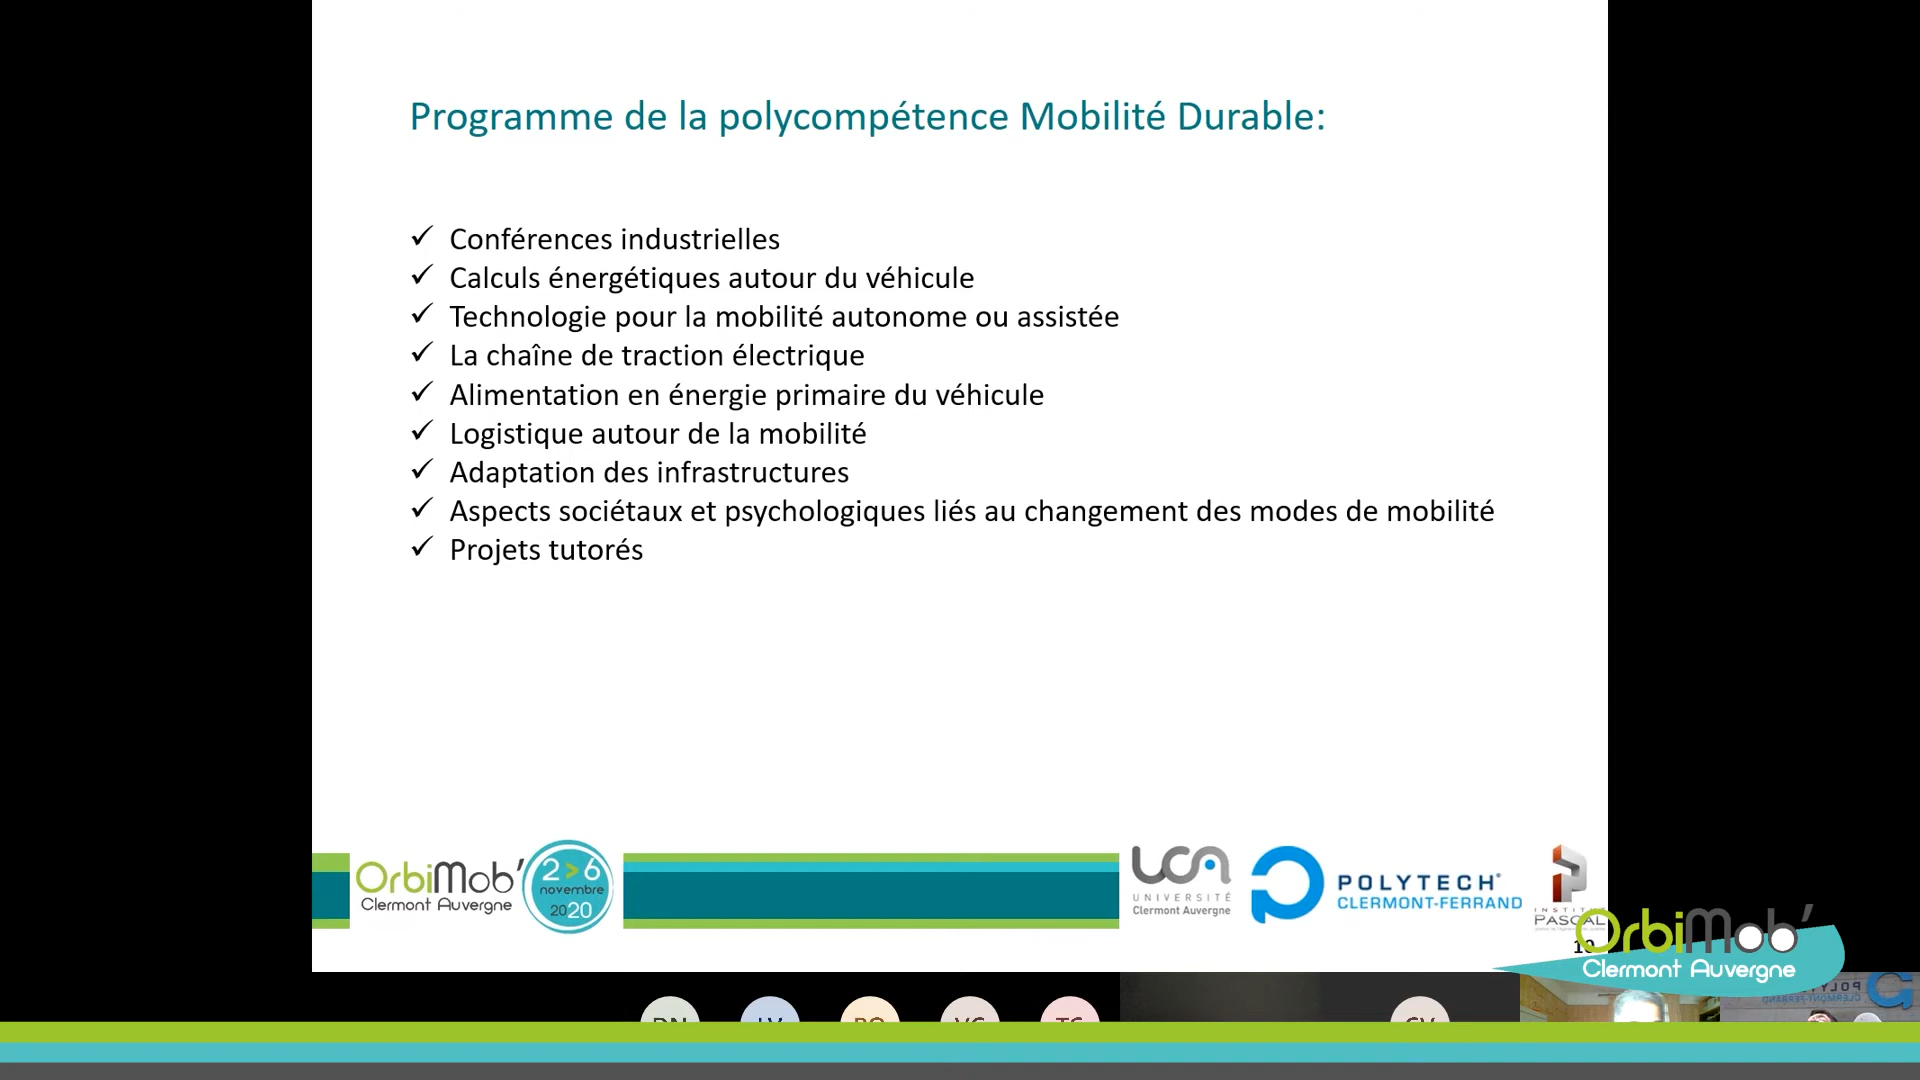 Programme de la polycompétence Mobilité Durable:
✓ Conférences industrielles
✓ Calculs énergétiques autour du véhicule
✓ Technologie pour la mobilité autonome ou assistée
✓ La chaîne de traction électrique
✓ Alimentation en énergie primaire du véhicule
✓ Logistique autour de la mobilité
✓ Adaptation des infrastructures
✓ Aspects sociétaux et psychologiques liés au changement des modes de mobilité
✓ Projets tutorés
OrbiMob'
Clermont Auvergne
2>6
novembre
2020
UCA
UNIVERSITÉ
Clermont Auvergne
POLYTECH
CLERMONT-FERRAND
INSTITUT
PASCAL
OrbiMob'
Clermont Auvergne